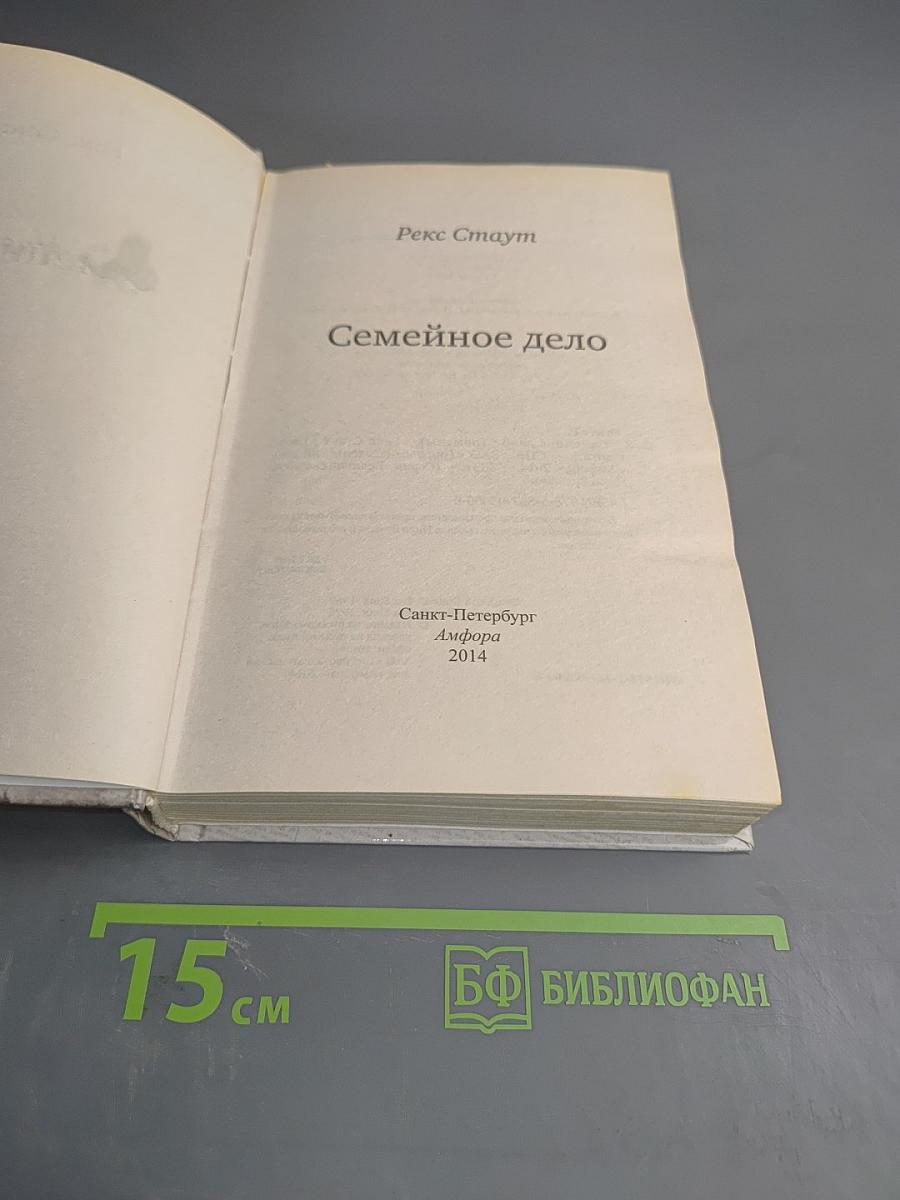 Рекс Стаут
Семейное дело
Санкт-Петербург
Амфора
2014
15 см
БФ БИБЛИОФАН